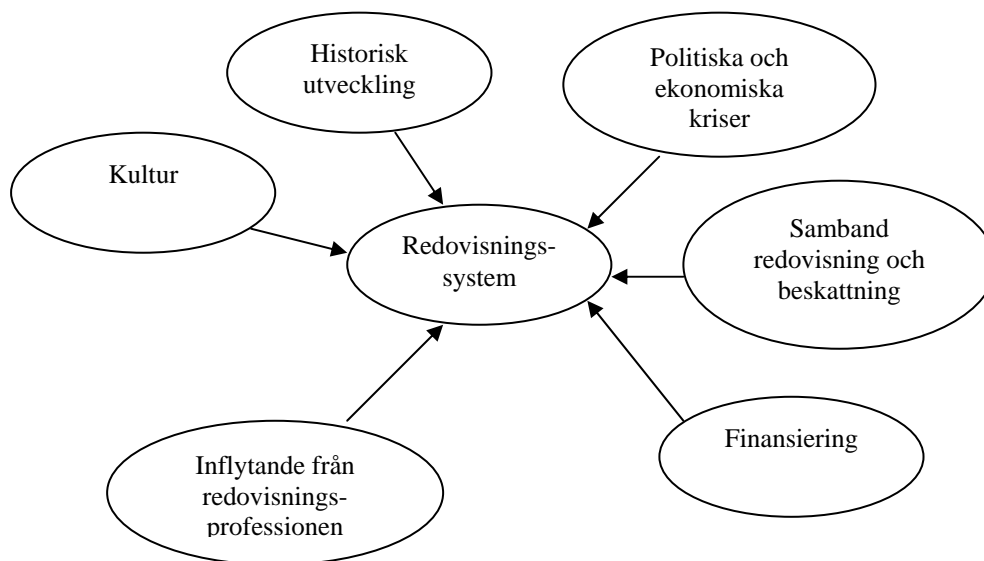 Historisk
utveckling
Politiska och
ekonomiska
kriser
Kultur
Redovisnings-
system
Samband
redovisning och
beskattning
Finansiering
Inflytande från
redovisnings-
professionen